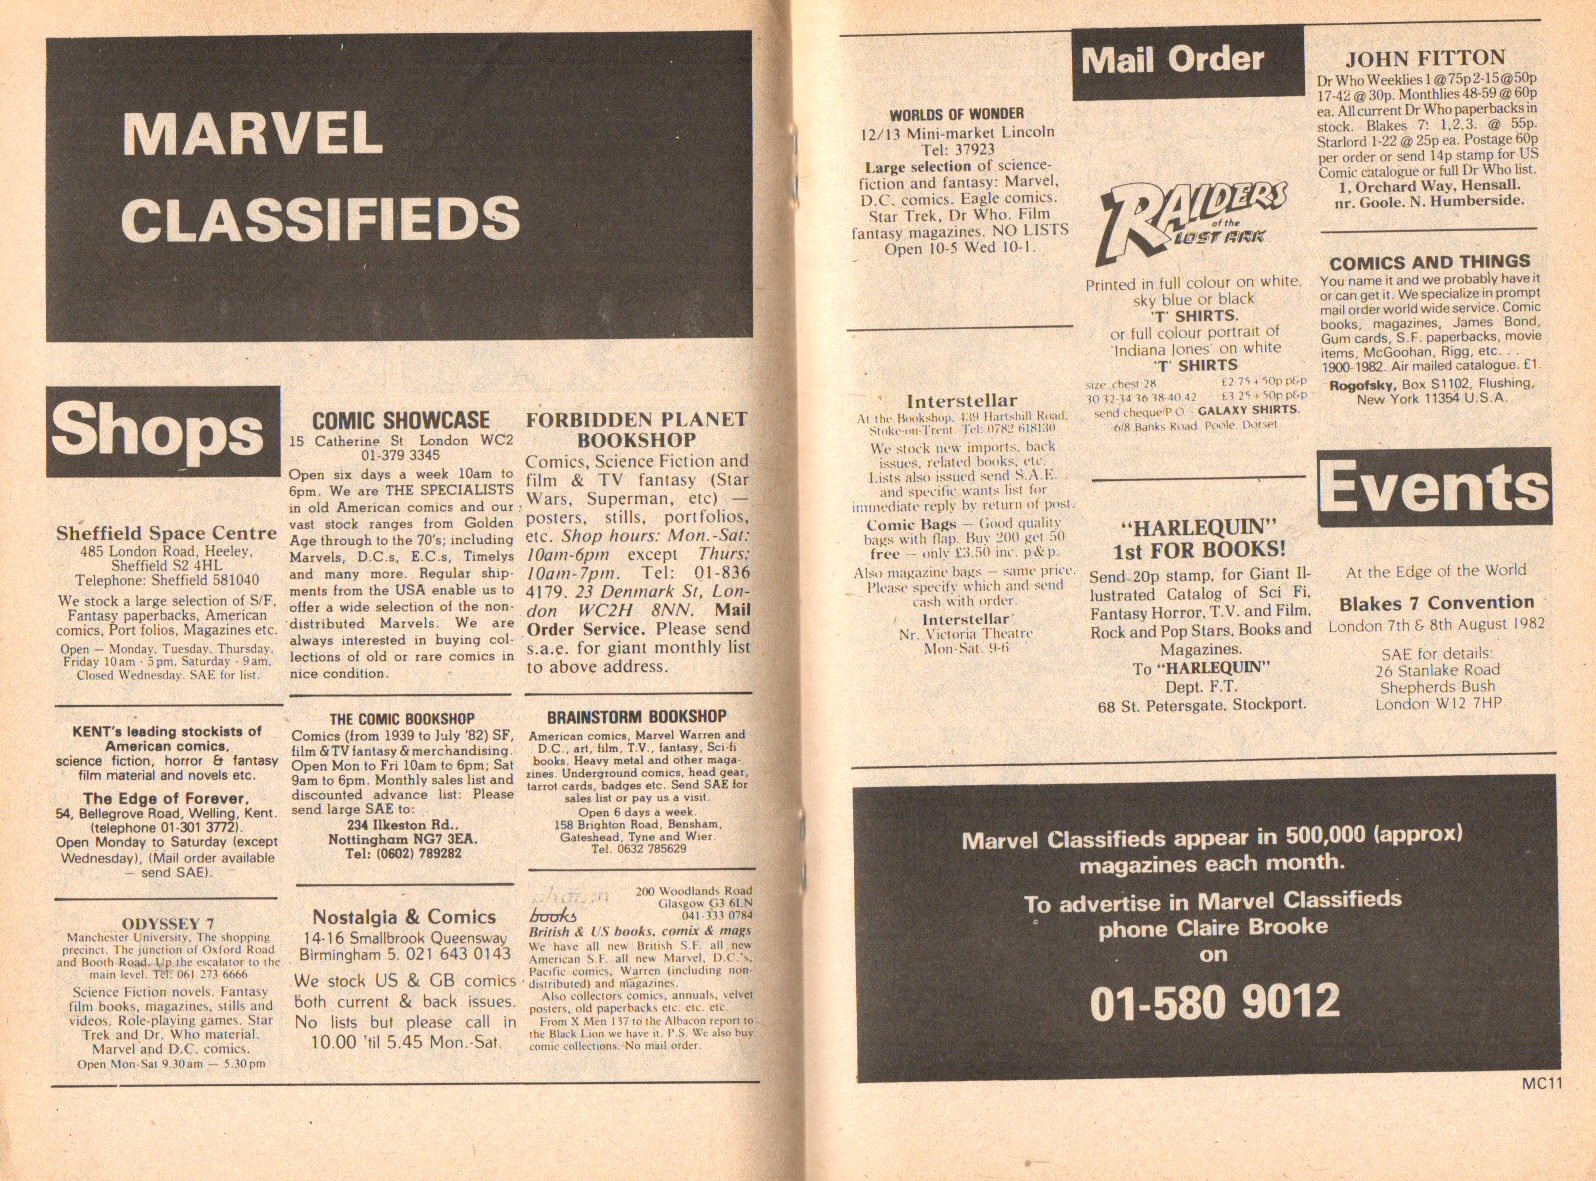 MARVEL
CLASSIFIEDS
Shops
Sheffield Space Centre
485 London Road, Heeley,
Sheffield S2 4HL
Telephone: Sheffield 581040
We stock a large selection of S/F,
Fantasy paperbacks, American
comics, Port folios, Magazines etc.
Open — Monday, Tuesday, Thursday,
Friday 10am - 5pm, Saturday - 9am,
Closed Wednesday. SAE for list.
KENT's leading stockists of
American comics,
science fiction, horror & fantasy
film material and novels etc.
The Edge of Forever,
54, Bellegrove Road, Welling, Kent.
(telephone 01-301 3772).
Open Monday to Saturday (except
Wednesday), (Mail order available
— send SAE).
ODYSSEY 7
Manchester University, The shopping
precinct. The junction of Oxford Road
and Booth Road. Up the escalator to the
main level. Tel: 061 273 6666
Science Fiction novels. Fantasy
film books, magazines, stills and
videos. Role-playing games. Star
Trek and Dr. Who material.
Marvel and D.C. comics.
Open Mon-Sat 9.30am — 5.30pm
COMIC SHOWCASE
15 Catherine St London WC2
01-379 3345
Open six days a week 10am to
6pm. We are THE SPECIALISTS
in old American comics and our
vast stock ranges from Golden
Age through to the 70's; including
Marvels, D.C.s, E.C.s, Timelys
and many more. Regular ship-
ments from the USA enable us to
offer a wide selection of the non-
distributed Marvels. We are
always interested in buying col-
lections of old or rare comics in
nice condition.
THE COMIC BOOKSHOP
Comics (from 1939 to July '82) SF,
film & TV fantasy & merchandising.
Open Mon to Fri 10am to 6pm; Sat
9am to 6pm. Monthly sales list and
discounted advance list: Please
send large SAE to:
234 Ilkeston Rd.,
Nottingham NG7 3EA.
Tel: (0602) 789282
Nostalgia & Comics
14-16 Smallbrook Queensway
Birmingham 5. 021 643 0143
We stock US & GB comics
both current & back issues.
No lists but please call in
10.00 'til 5.45 Mon.-Sat.
FORBIDDEN PLANET
BOOKSHOP
Comics, Science Fiction and
film & TV fantasy (Star
Wars, Superman, etc) —
posters, stills, portfolios,
etc. Shop hours: Mon.-Sat:
10am-6pm except Thurs:
10am-7pm. Tel: 01-836
4179. 23 Denmark St, Lon-
don WC2H 8NN. Mail
Order Service. Please send
s.a.e. for giant monthly list
to above address.
BRAINSTORM BOOKSHOP
American comics, Marvel Warren and
D.C., art, film, T.V., fantasy, Sci-fi
books. Heavy metal and other maga-
zines. Underground comics, head gear,
tarrot cards, badges etc. Send SAE for
sales list or pay us a visit.
Open 6 days a week.
158 Brighton Road, Bensham,
Gateshead, Tyne and Wier.
Tel. 0632 785629
books
200 Woodlands Road
Glasgow G3 6LN
041-333 0784
British & US books, comix & mags
We have all new British S.F. all new
American S.F. all new Marvel, D.C.'s,
Pacific comics, Warren (including non-
distributed) and magazines.
Also collectors comics, annuals, velvet
posters, old paperbacks etc. etc. etc.
From X Men 137 to the Albacon report to
the Black Lion we have it. P.S. We also buy
comic collections. No mail order.
WORLDS OF WONDER
12/13 Mini-market Lincoln
Tel: 37923
Large selection of science-
fiction and fantasy: Marvel,
D.C. comics. Eagle comics.
Star Trek, Dr Who. Film
fantasy magazines. NO LISTS
Open 10-5 Wed 10-1.
Interstellar
At the Bookshop, 439 Hartshill Road,
Stoke-on-Trent. Tel: 0782 618130
We stock new imports, back
issues, related books, etc.
Lists also issued send S.A.E.
and specific wants list for
immediate reply by return of post.
Comic Bags — Good quality
bags with flap. Buy 200 get 50
free — only £3.50 inc. p&p.
Also magazine bags — same price.
Please specify which and send
cash with order.
Interstellar
Nr. Victoria Theatre
Mon-Sat. 9-6
Mail Order
RAIDERS
of the
LOST ARK
Printed in full colour on white,
sky blue or black
'T' SHIRTS.
or full colour portrait of
'Indiana Jones' on white
'T' SHIRTS
size chest 28 £2 75 + 50p p&p
30 32-34 36 38-40 42 £3 25 + 50p p&p
send cheque/P.O. GALAXY SHIRTS.
6/8 Banks Road Poole. Dorset
"HARLEQUIN"
1st FOR BOOKS!
Send 20p stamp, for Giant Il-
lustrated Catalog of Sci Fi,
Fantasy Horror, T.V. and Film,
Rock and Pop Stars, Books and
Magazines.
To "HARLEQUIN"
Dept. F.T.
68 St. Petersgate, Stockport.
JOHN FITTON
Dr Who Weeklies 1 @ 75p 2-15 @ 50p
17-42 @ 30p. Monthlies 48-59 @ 60p
ea. All current Dr Who paperbacks in
stock. Blakes 7: 1,2,3. @ 55p.
Starlord 1-22 @ 25p ea. Postage 60p
per order or send 14p stamp for US
Comic catalogue or full Dr Who list.
1, Orchard Way, Hensall.
nr. Goole. N. Humberside.
COMICS AND THINGS
You name it and we probably have it
or can get it. We specialize in prompt
mail order world wide service. Comic
books, magazines, James Bond,
Gum cards, S.F. paperbacks, movie
items, McGoohan, Rigg, etc. . .
1900-1982. Air mailed catalogue. £1.
Rogofsky, Box S1102, Flushing,
New York 11354 U.S.A.
Events
At the Edge of the World
Blakes 7 Convention
London 7th & 8th August 1982
SAE for details:
26 Stanlake Road
Shepherds Bush
London W12 7HP
Marvel Classifieds appear in 500,000 (approx)
magazines each month.
To advertise in Marvel Classifieds
phone Claire Brooke
on
01-580 9012
MC11